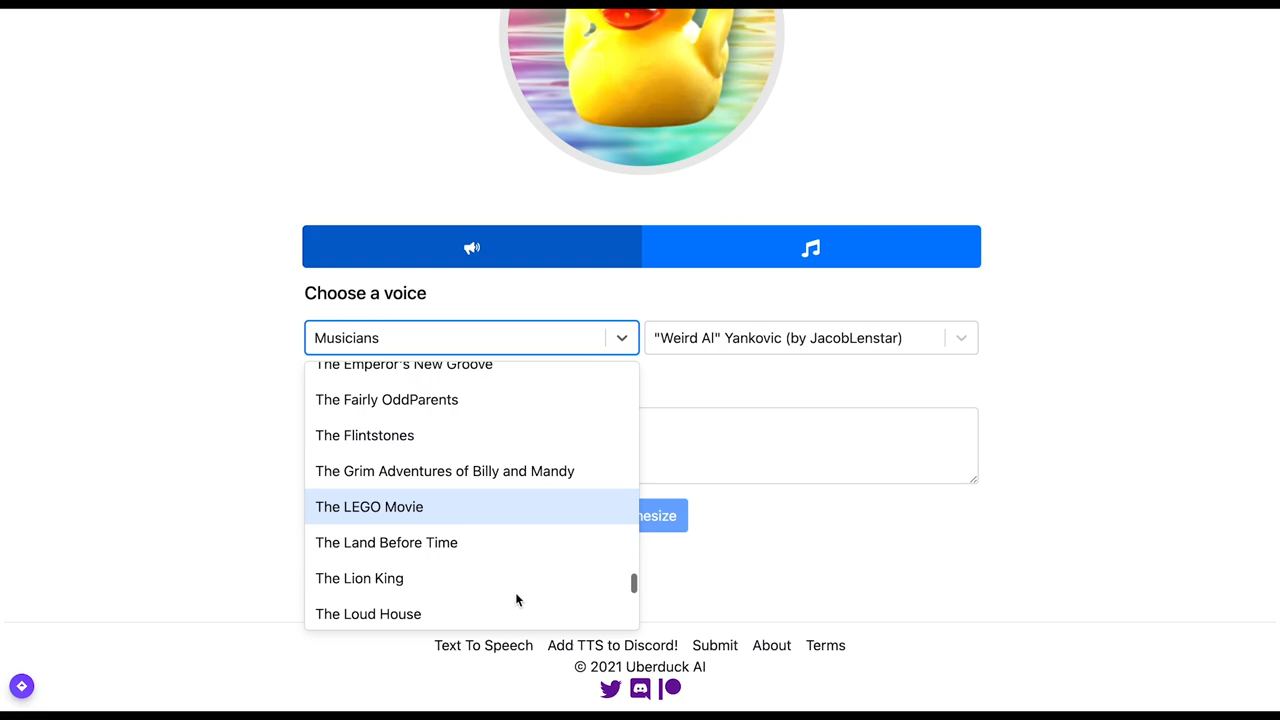 Choose a voice
Musicians
"Weird Al" Yankovic (by JacobLenstar)
The Emperor's New Groove
The Fairly OddParents
The Flintstones
The Grim Adventures of Billy and Mandy
The LEGO Movie
The Land Before Time
The Lion King
The Loud House
hesize
Text To Speech Add TTS to Discord! Submit About Terms
© 2021 Uberduck AI